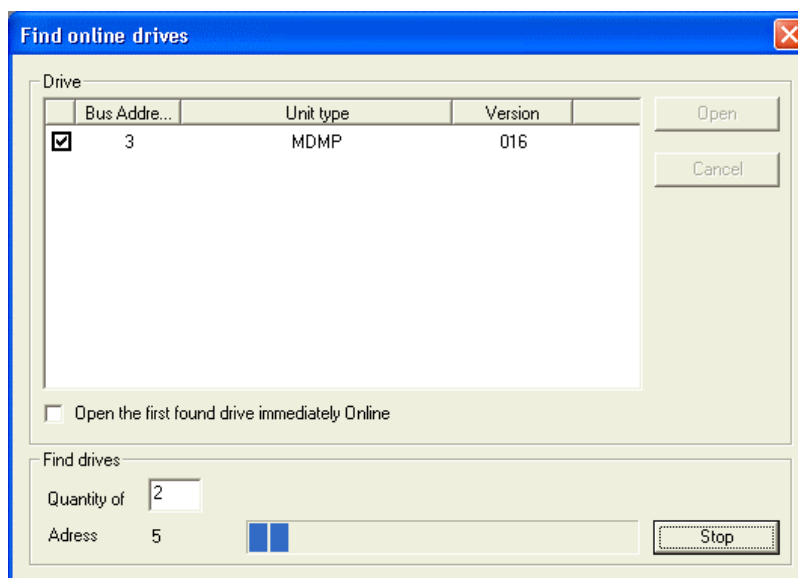 Find online drives
Drive
Bus Addre... Unit type Version
Open
3 MDMP 016
Cancel
Open the first found drive immediately Online
Find drives
Quantity of 2
Adress 5
Stop